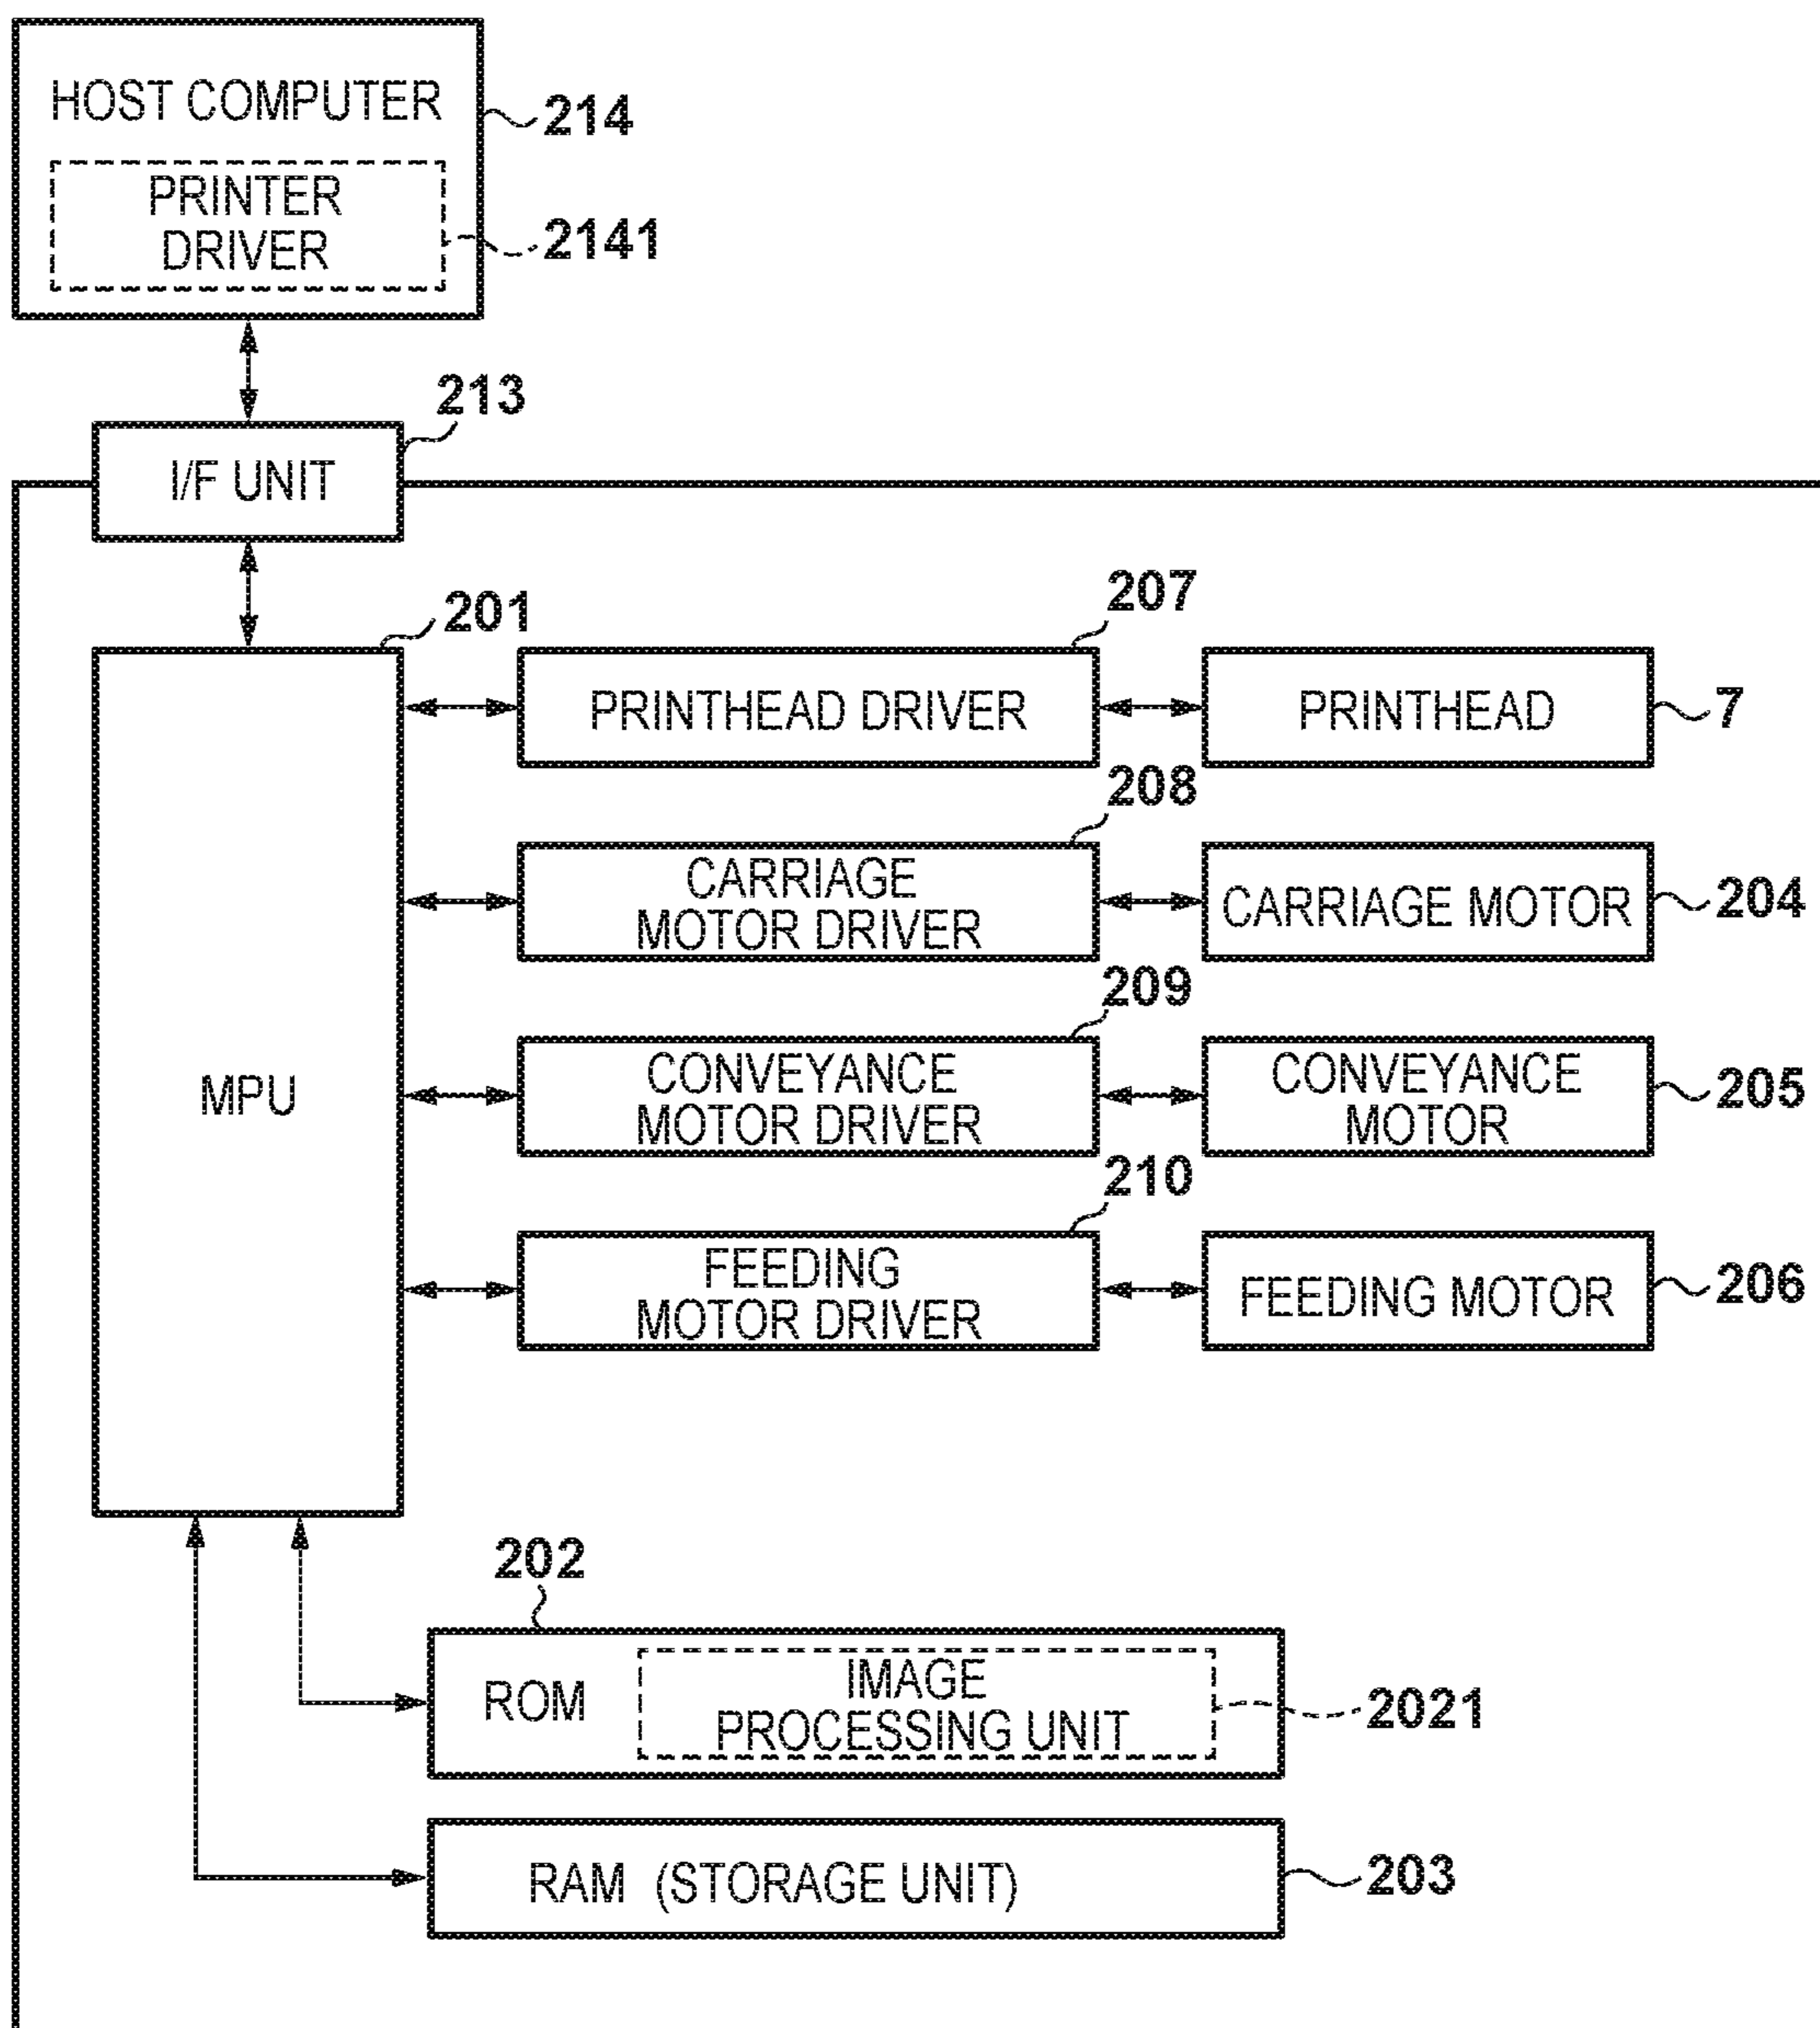 HOST COMPUTER
214
PRINTER
DRIVER
2141
213
I/F UNIT
201
207
PRINTHEAD DRIVER
PRINTHEAD
7
208
CARRIAGE
MOTOR DRIVER
CARRIAGE MOTOR
204
209
CONVEYANCE
MOTOR DRIVER
CONVEYANCE
MOTOR
205
MPU
210
FEEDING
MOTOR DRIVER
FEEDING MOTOR
206
202
ROM
IMAGE
PROCESSING UNIT
2021
RAM (STORAGE UNIT)
203